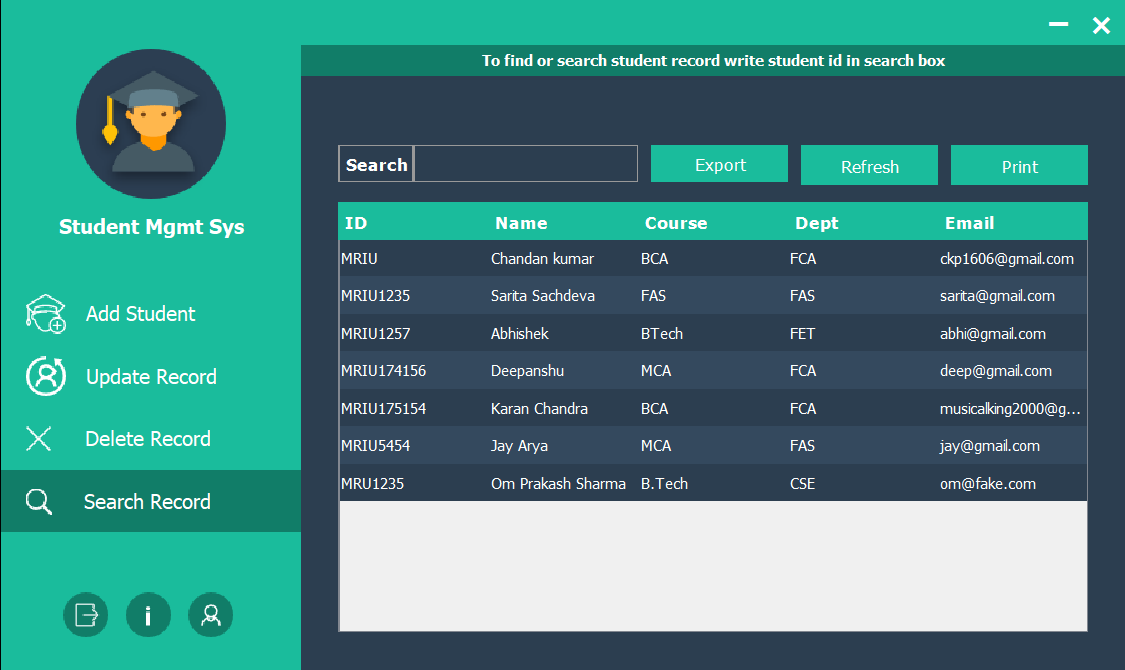 To find or search student record write student id in search box
Student Mgmt Sys
Add Student
Update Record
Delete Record
Search Record
Search Export Refresh Print
ID Name Course Dept Email
MRIU Chandan kumar BCA FCA ckp1606@gmail.com
MRIU1235 Sarita Sachdeva FAS FAS sarita@gmail.com
MRIU1257 Abhishek BTech FET abhi@gmail.com
MRIU174156 Deepanshu MCA FCA deep@gmail.com
MRIU175154 Karan Chandra BCA FCA musicalking2000@g...
MRIU5454 Jay Arya MCA FAS jay@gmail.com
MRU1235 Om Prakash Sharma B.Tech CSE om@fake.com